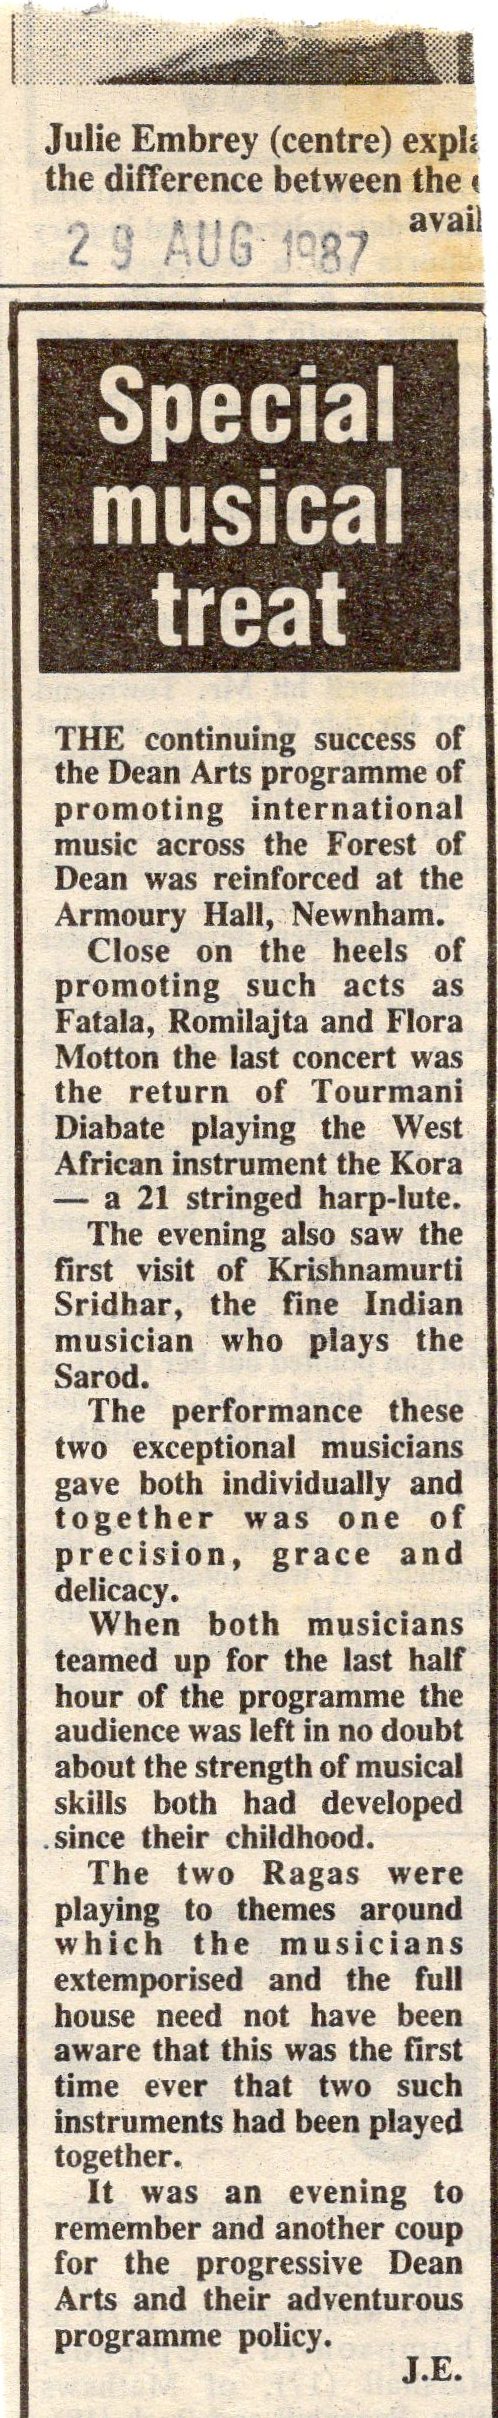 Julie Embrey (centre)
the difference between the
29 AUG 1987
Special
musical
treat
THE continuing success of
the Dean Arts programme of
promoting international
music across the Forest of
Dean was reinforced at the
Armoury Hall, Newnham.
Close on the heels of
promoting such acts as
Fatala, Romilajta and Flora
Motton the last concert was
the return of Tourmani
Diabate playing the West
African instrument the Kora
— a 21 stringed harp-lute.
The evening also saw the
first visit of Krishnamurti
Sridhar, the fine Indian
musician who plays the
Sarod.
The performance these
two exceptional musicians
gave both individually and
together was one of
precision, grace and
delicacy.
When both musicians
teamed up for the last half
hour of the programme the
audience was left in no doubt
about the strength of musical
skills both had developed
since their childhood.
The two Ragas were
playing to themes around
which the musicians
extemporised and the full
house need not have been
aware that this was the first
time ever that two such
instruments had been played
together.
It was an evening to
remember and another coup
for the progressive Dean
Arts and their adventurous
programme policy.
J.E.